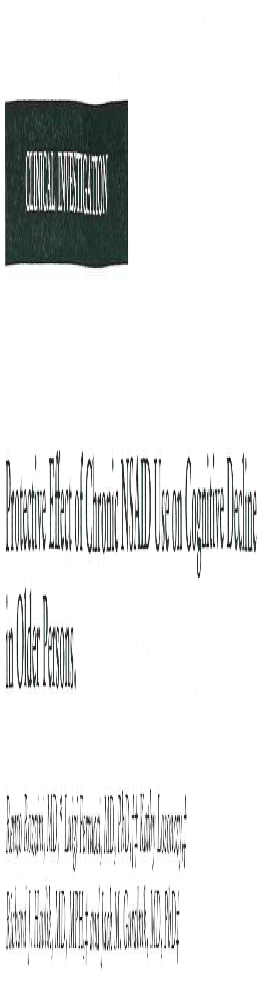 CLINICAL INVESTIGATION
Protective Effect of Chronic NSAID Use on Cognitive Decline
in Older Persons.
Renzo Rozzini, MD,* Luigi Ferrucci, MD, PhD,†‡ Kathy Losonczy,‡
Richard J. Havlik, MD, MPH,‡ and Jack M. Guralnik, MD, PhD‡